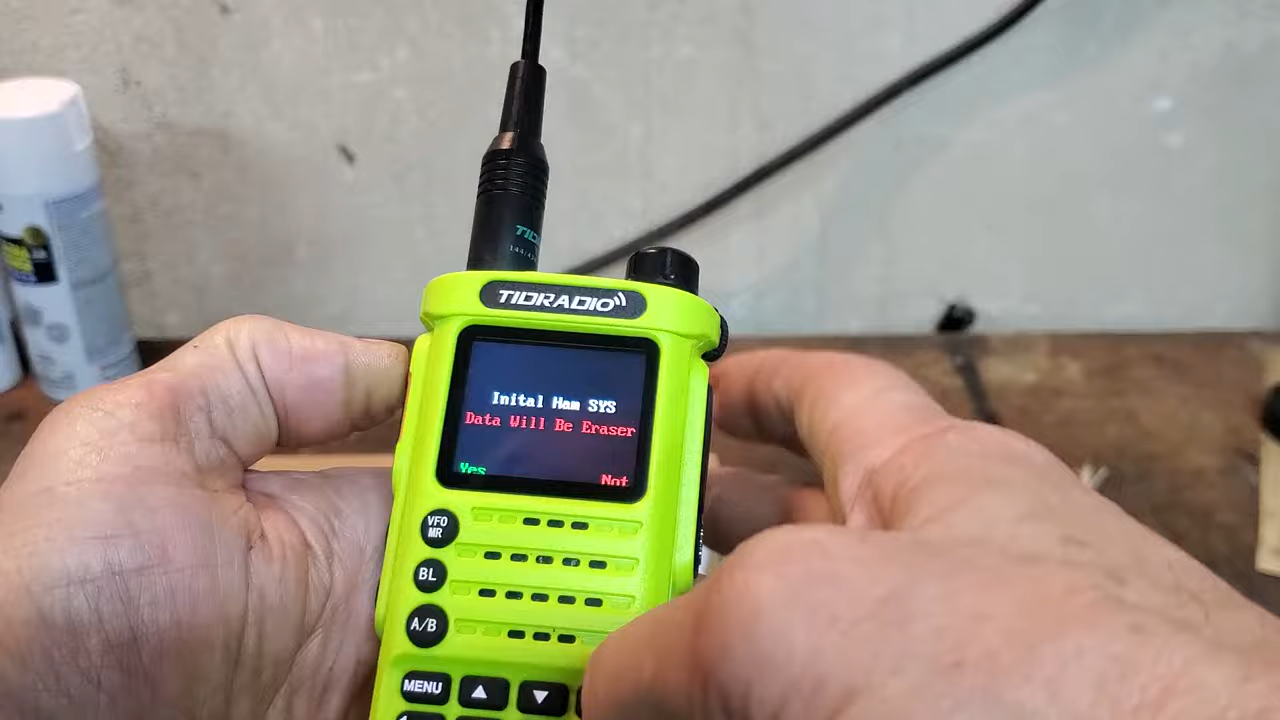 TIDRADIO
Inital Ham SYS
Data Will Be Eraser
Yes
Not
VFO
MR
BL
A/B
MENU